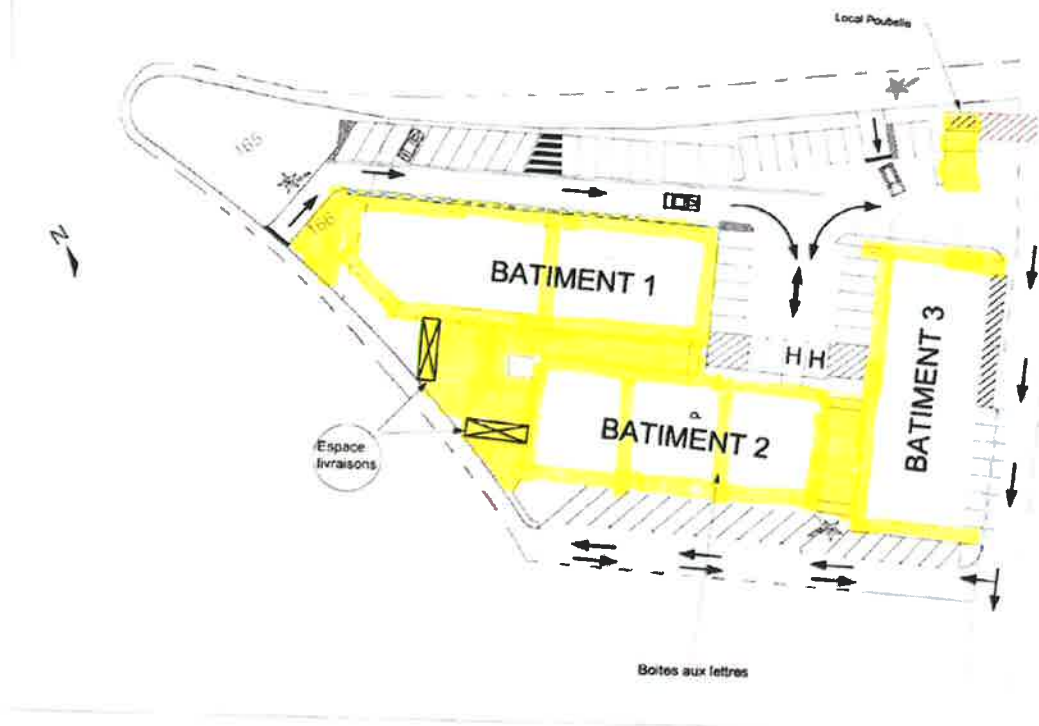 Local Poubelle
165
N
166
BATIMENT 1
H H
BATIMENT 3
BATIMENT 2
Espace
livraisons
Boites aux lettres